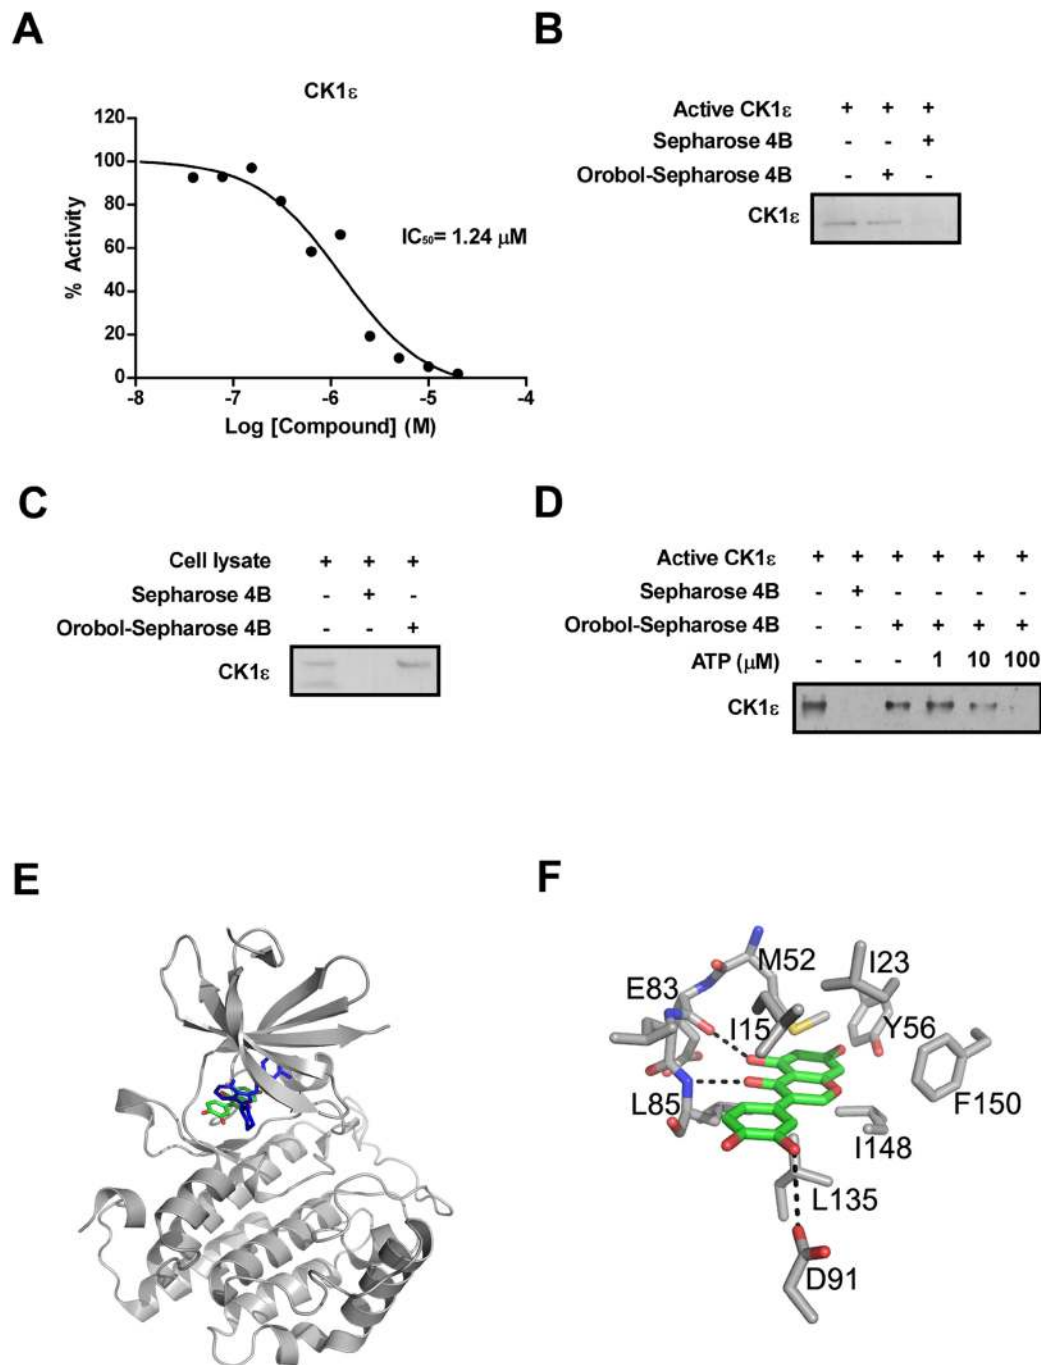 A
CK1ε
120
100
80
60
40
20
0
% Activity
IC₅₀= 1.24 μM
-8 -7 -6 -5 -4
Log [Compound] (M)
B
Active CK1ε + + +
Sepharose 4B - - +
Orobol-Sepharose 4B - + -
CK1ε
C
Cell lysate + + +
Sepharose 4B - + -
Orobol-Sepharose 4B - - +
CK1ε
D
Active CK1ε + + + + + +
Sepharose 4B - + - - - -
Orobol-Sepharose 4B - - + + + +
ATP (μM) - - - 1 10 100
CK1ε
E
F
M52
I23
E83
I15
Y56
L85
F150
I148
L135
D91